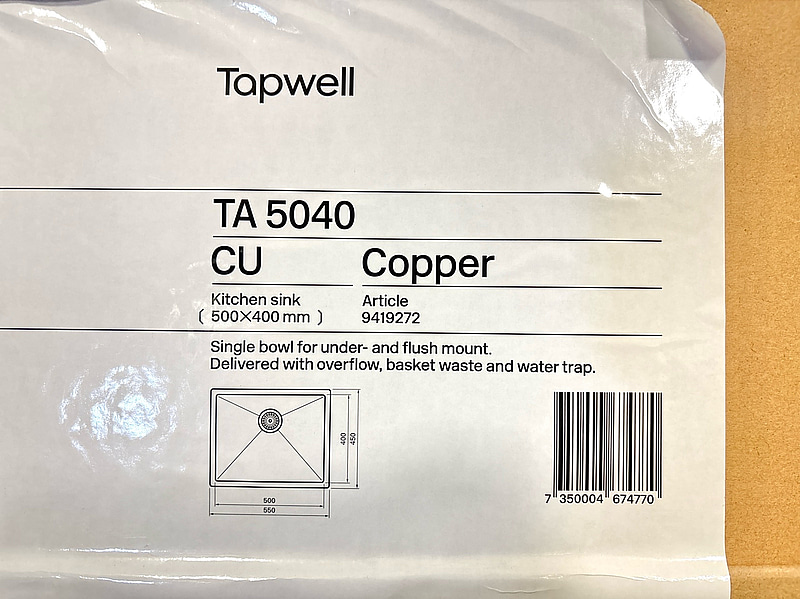 Tapwell
TA 5040
CU Copper
Kitchen sink Article
( 500×400 mm ) 9419272
Single bowl for under- and flush mount.
Delivered with overflow, basket waste and water trap.
400
450
500
550
7 350004 674770